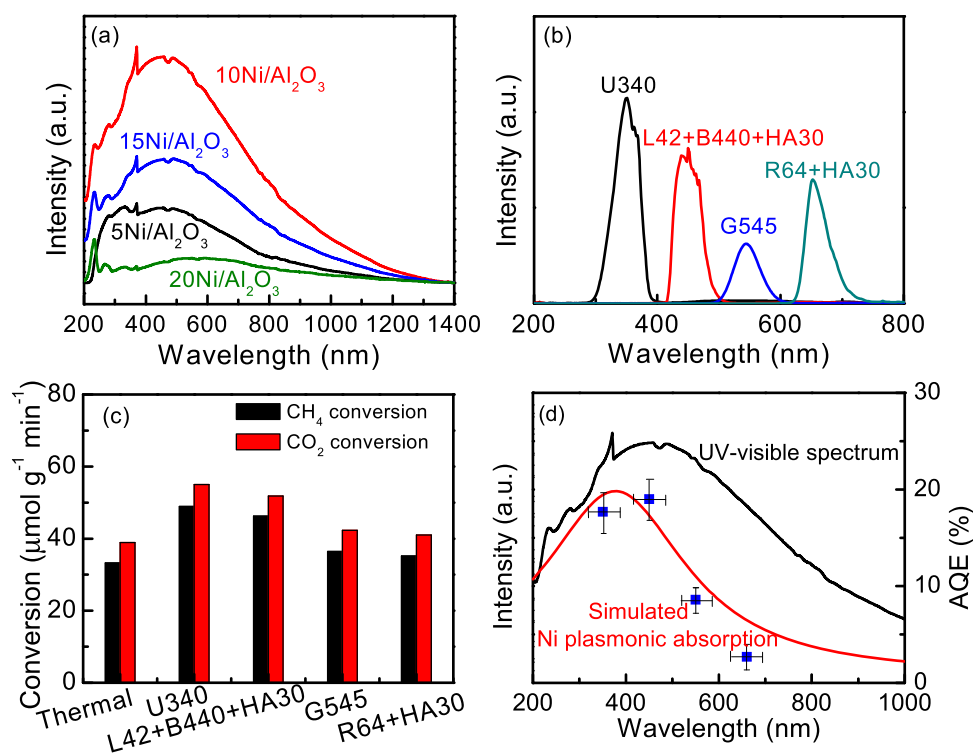 (a)
10Ni/Al2O3
15Ni/Al2O3
5Ni/Al2O3
20Ni/Al2O3
Intensity (a.u.)
200 400 600 800 1000 1200 1400
Wavelength (nm)
(b)
U340
L42+B440+HA30
R64+HA30
G545
Intensity (a.u.)
200 400 600 800
Wavelength (nm)
(c)
CH4 conversion
CO2 conversion
Conversion (μmol g-1 min-1)
80
60
40
20
0
Thermal
U340
L42+B440+HA30
G545
R64+HA30
(d)
UV-visible spectrum
Simulated
Ni plasmonic absorption
Intensity (a.u.)
AQE (%)
30
20
10
0
200 400 600 800 1000
Wavelength (nm)